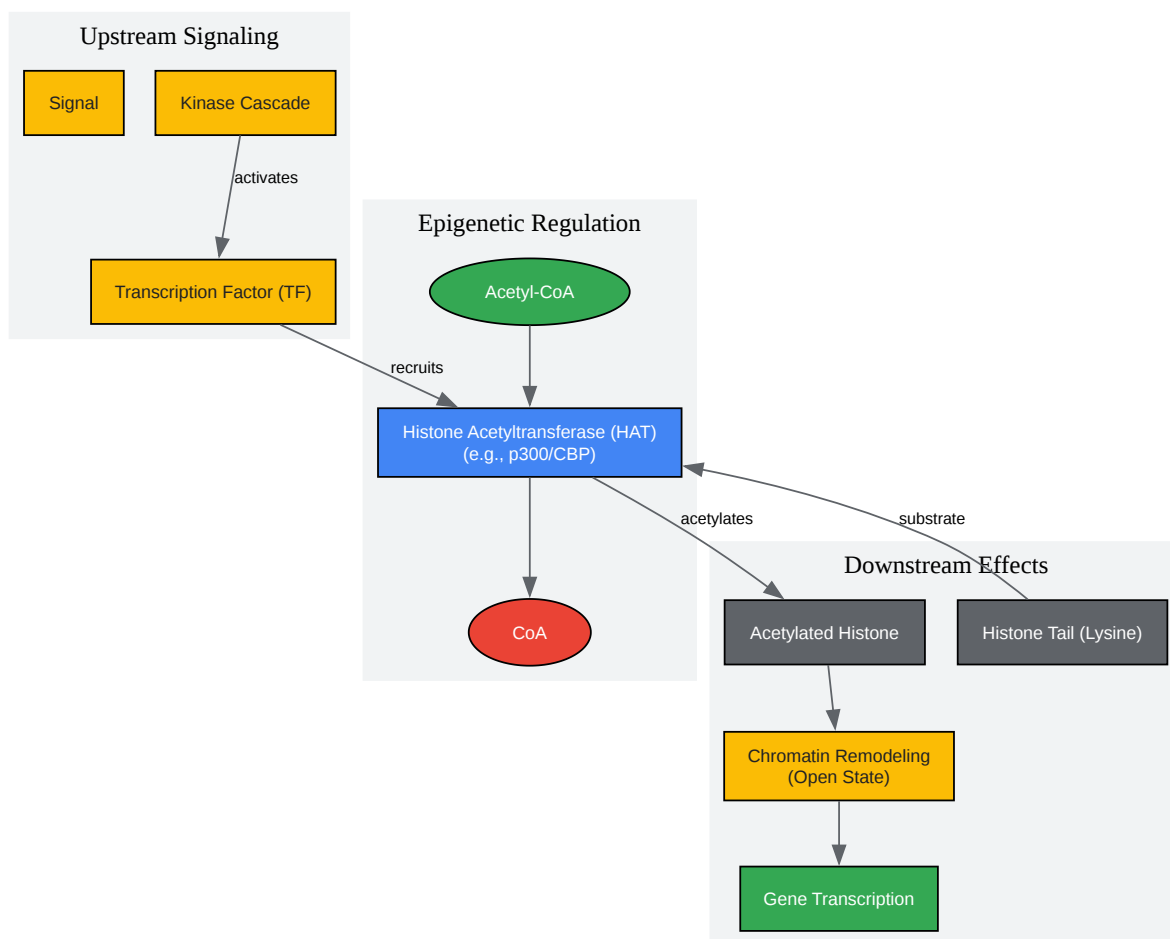 Upstream Signaling
Signal
Kinase Cascade
activates
Transcription Factor (TF)
recruits
Epigenetic Regulation
Acetyl-CoA
Histone Acetyltransferase (HAT)
(e.g., p300/CBP)
acetylates
substrate
CoA
Downstream Effects
Acetylated Histone
Histone Tail (Lysine)
Chromatin Remodeling
(Open State)
Gene Transcription